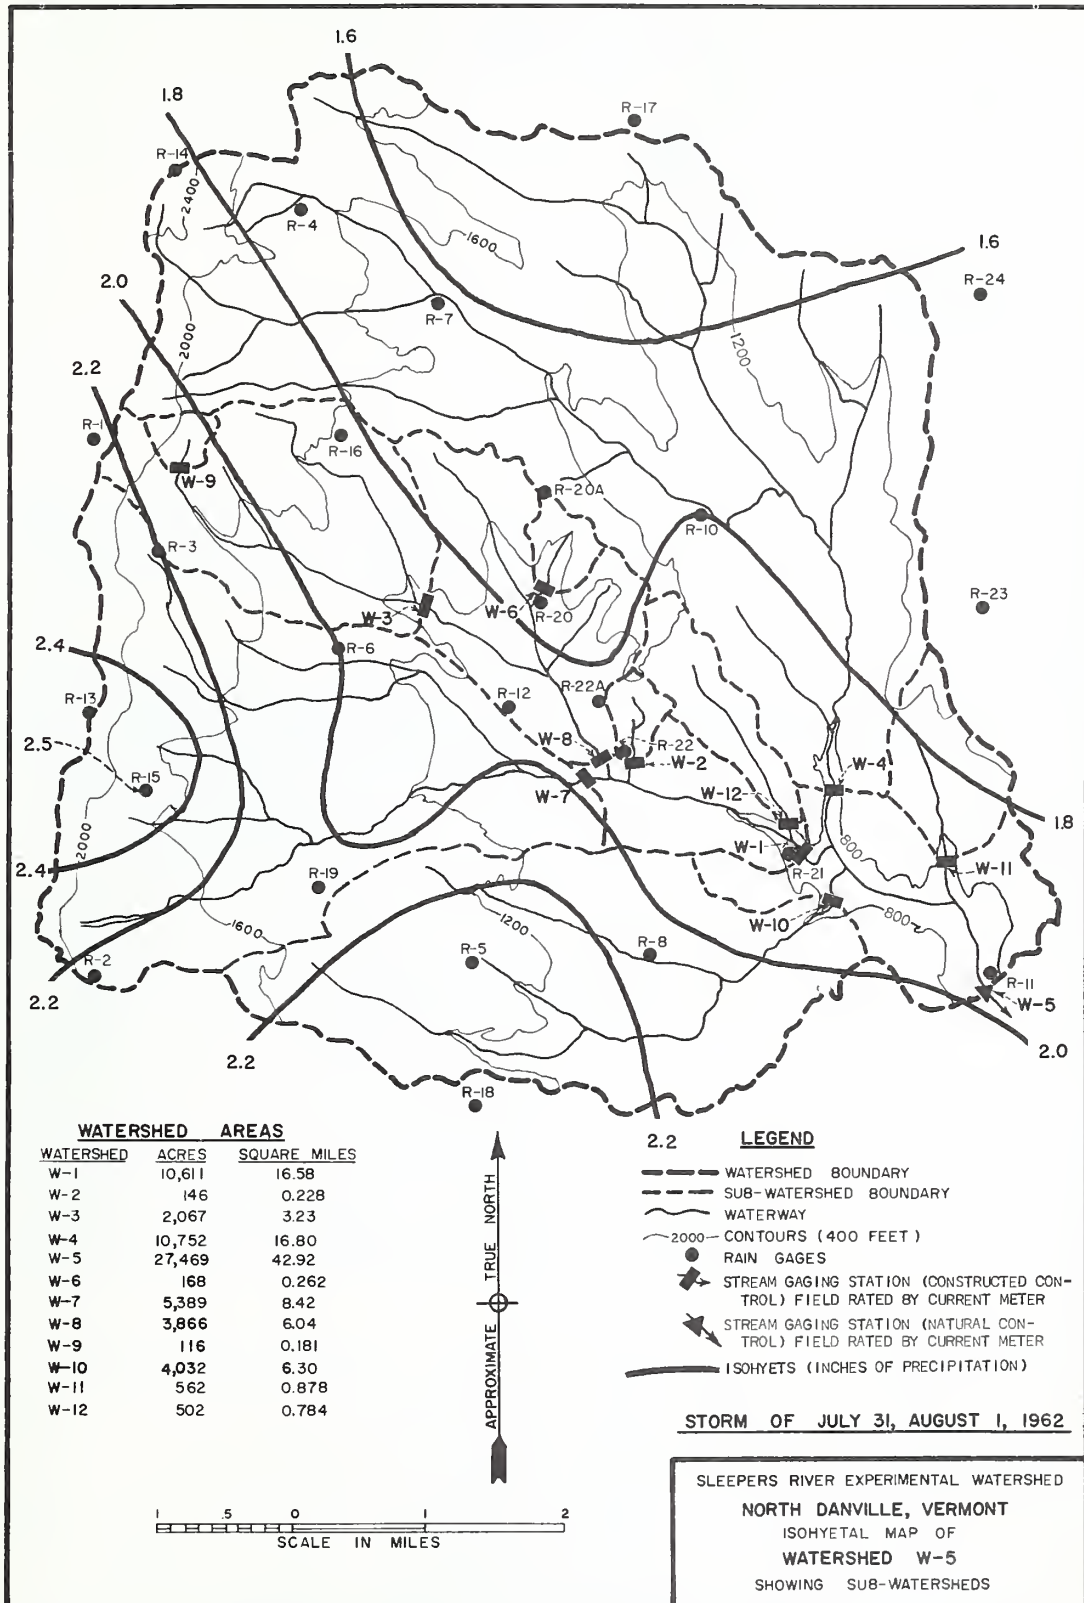 1.6
1.8
R-17
R-14
2400
R-4
1600
1.6
R-24
2.0
R-7
2000
1200
2.2
R-1
R-16
W-9
R-20A
R-10
R-3
W-3
W-6
R-20
R-23
2.4
R-6
R-13
R-12
R-22A
2.5
W-8
R-22
W-2
W-4
R-15
W-7
W-12
1.8
2000
W-1
800
2.4
R-21
W-11
R-19
1600
1200
W-10
800
R-2
R-5
R-8
R-11
W-5
2.2
2.2
2.0
R-18
2.2
WATERSHED AREAS
WATERSHED ACRES SQUARE MILES
W-1 10,611 16.58
W-2 146 0.228
W-3 2,067 3.23
W-4 10,752 16.80
W-5 27,469 42.92
W-6 168 0.262
W-7 5,389 8.42
W-8 3,866 6.04
W-9 116 0.181
W-10 4,032 6.30
W-11 562 0.878
W-12 502 0.784
APPROXIMATE TRUE NORTH
LEGEND
WATERSHED BOUNDARY
SUB-WATERSHED BOUNDARY
WATERWAY
2000 CONTOURS (400 FEET)
RAIN GAGES
STREAM GAGING STATION (CONSTRUCTED CON-
TROL) FIELD RATED BY CURRENT METER
STREAM GAGING STATION (NATURAL CON-
TROL) FIELD RATED BY CURRENT METER
ISOHYETS (INCHES OF PRECIPITATION)
STORM OF JULY 31, AUGUST 1, 1962
1 .5 0 1 2
SCALE IN MILES
SLEEPERS RIVER EXPERIMENTAL WATERSHED
NORTH DANVILLE, VERMONT
ISOHYETAL MAP OF
WATERSHED W-5
SHOWING SUB-WATERSHEDS